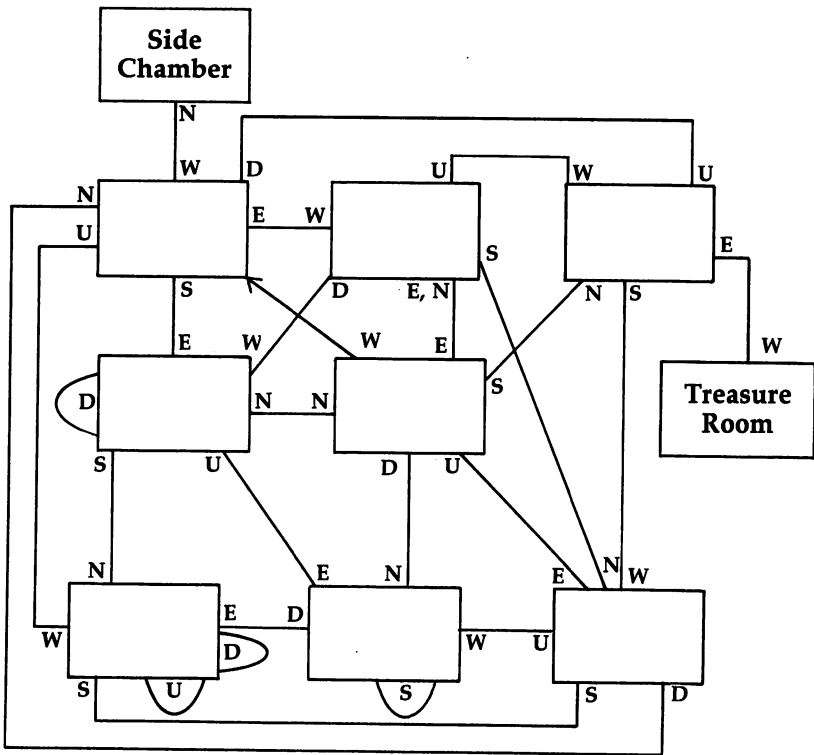 Side
Chamber
N
W D U W U
N
U E W S E
S D E, N N S
E W W E W
D N N S Treasure
Room
S U D U
N E N E N W
E D
W D W U
S U S S D